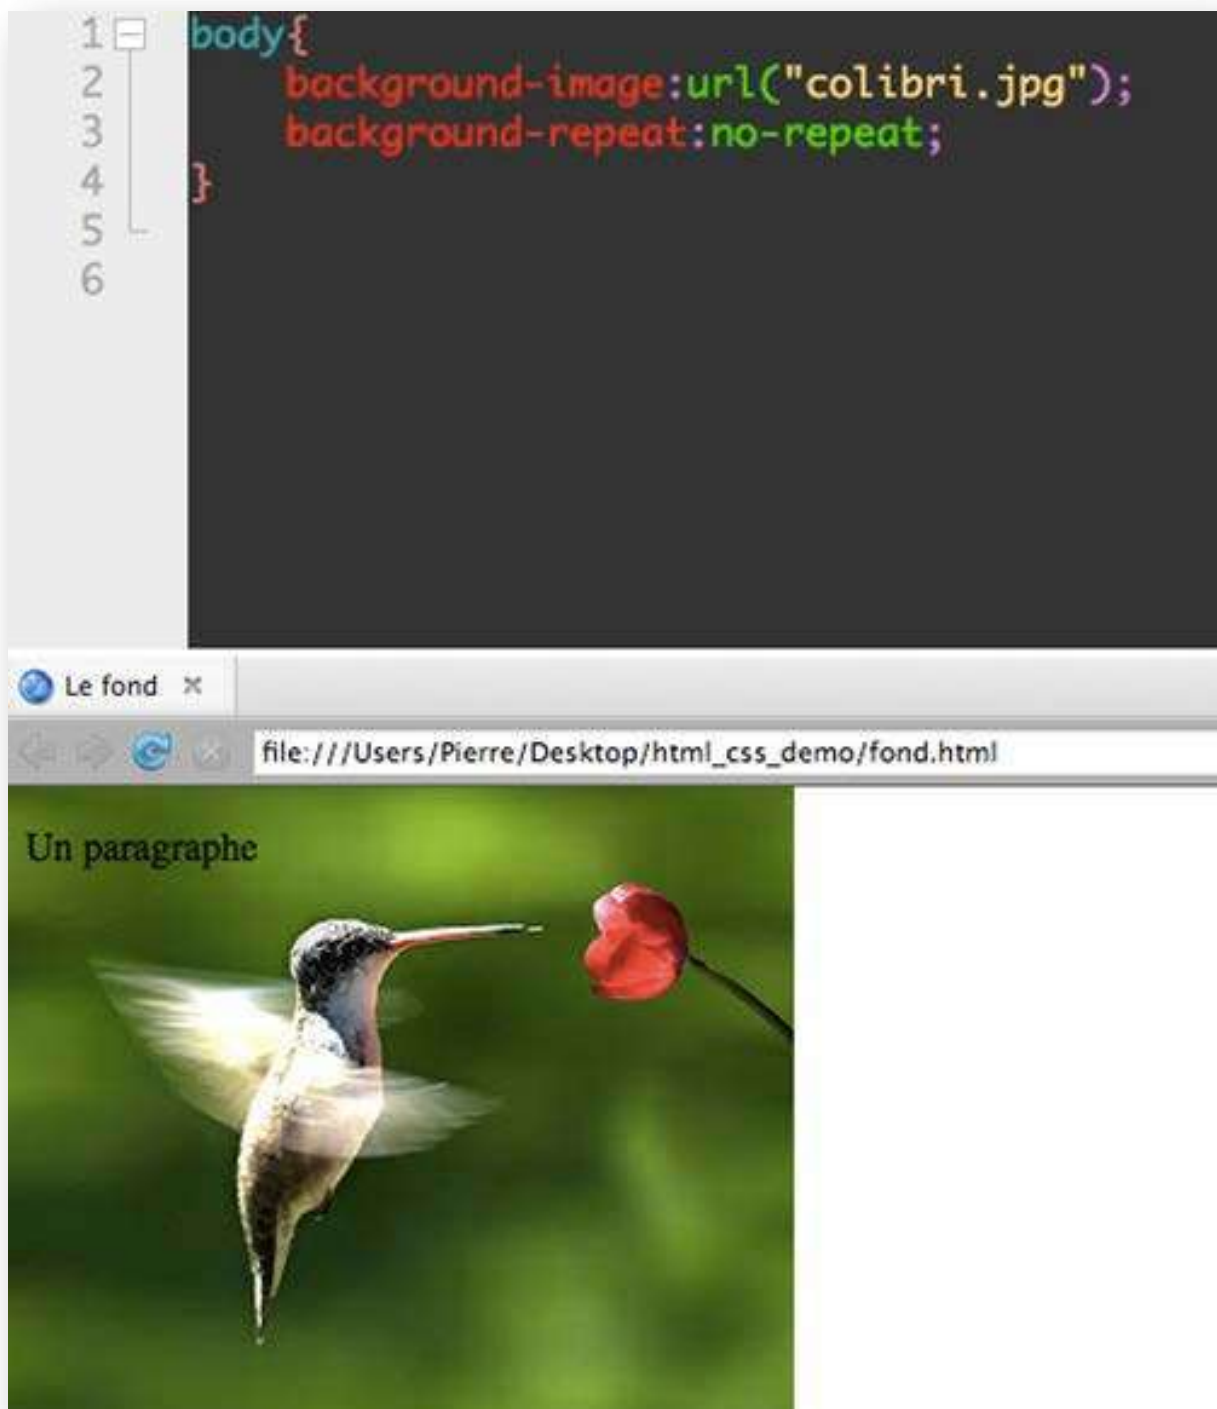 1 body{
2 background-image:url("colibri.jpg");
3 background-repeat:no-repeat;
4 }
5
6
Le fond
file:///Users/Pierre/Desktop/html_css_demo/fond.html
Un paragraphe